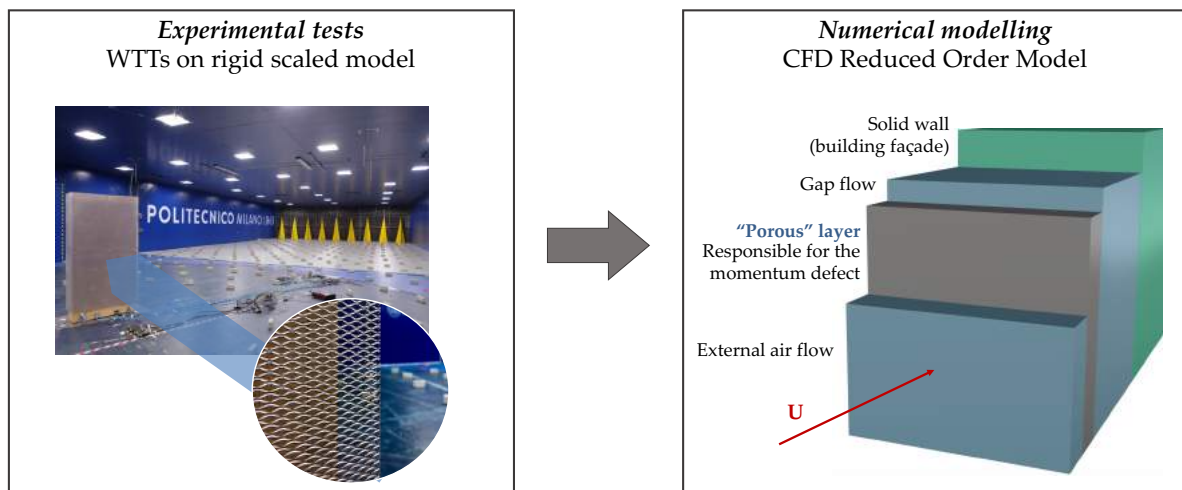 Experimental tests
WTTs on rigid scaled model
POLITECNICO MILANO
Numerical modelling
CFD Reduced Order Model
Solid wall
(building façade)
Gap flow
“Porous” layer
Responsible for the
momentum defect
External air flow
U